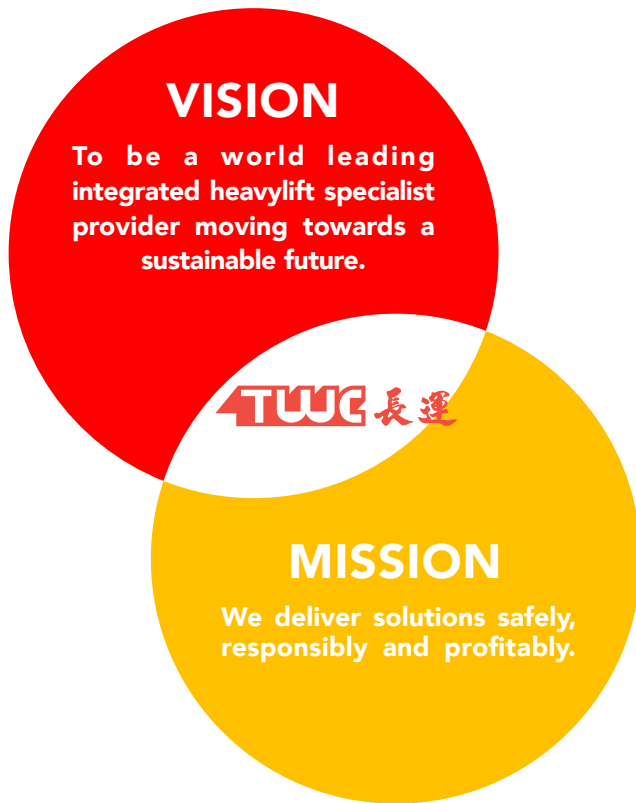 VISION
To be a world leading
integrated heavylift specialist
provider moving towards a
sustainable future.
TWC 長運
MISSION
We deliver solutions safely,
responsibly and profitably.